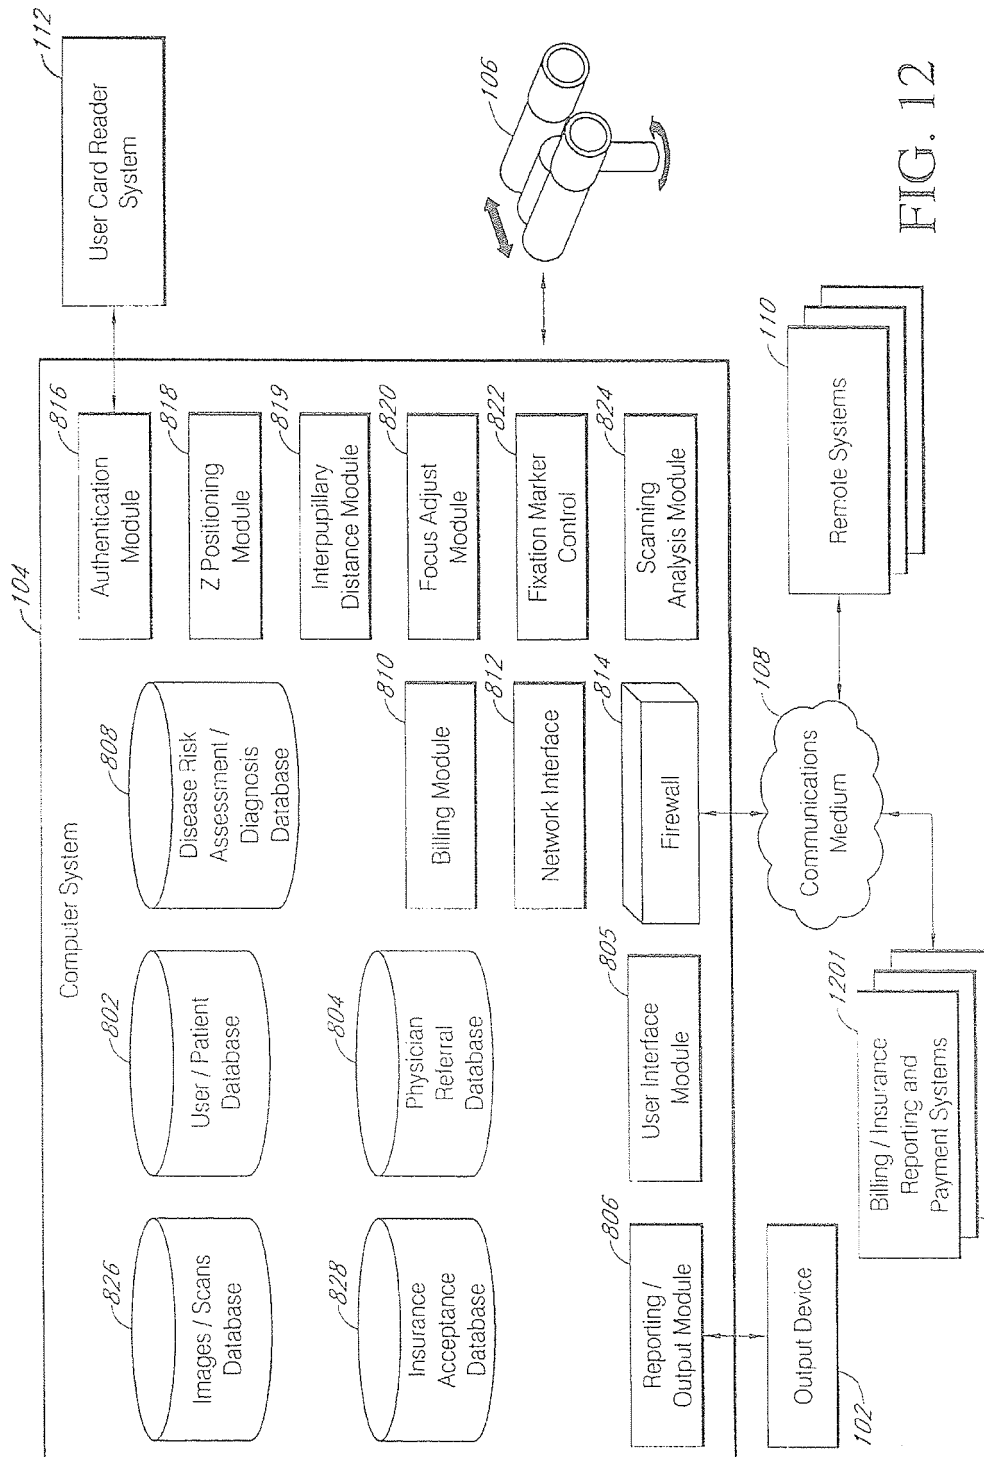 104
Computer System
826
Images / Scans
Database
802
User / Patient
Database
808
Disease Risk
Assessment /
Diagnosis
Database
816
Authentication
Module
112
User Card Reader
System
818
Z Positioning
Module
828
Insurance
Acceptance
Database
804
Physician
Referral
Database
819
Interpupillary
Distance Module
810
Billing Module
820
Focus Adjust
Module
812
Network Interface
822
Fixation Marker
Control
106
806
Reporting /
Output Module
805
User Interface
Module
814
Firewall
824
Scanning
Analysis Module
Output Device
102
108
Communications
Medium
110
Remote Systems
1201
Billing / Insurance
Reporting and
Payment Systems
FIG. 12